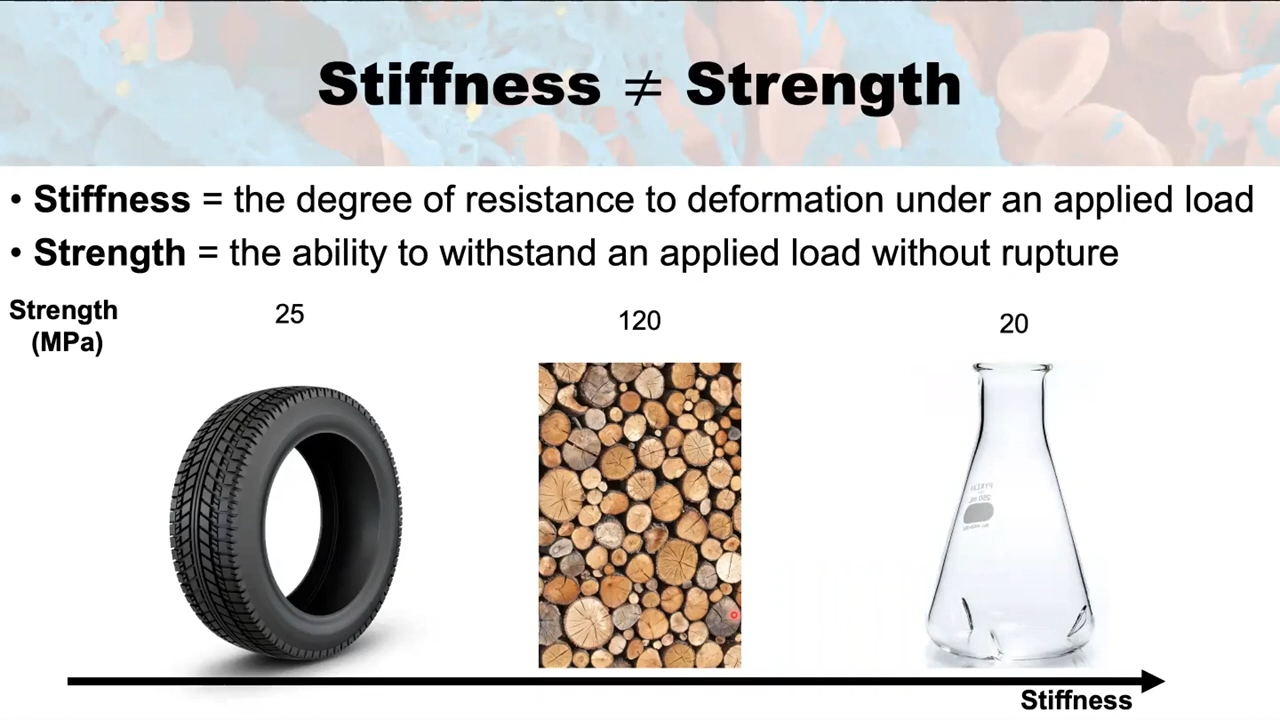 Stiffness ≠ Strength
• Stiffness = the degree of resistance to deformation under an applied load
• Strength = the ability to withstand an applied load without rupture
Strength
(MPa)
25
120
20
Stiffness